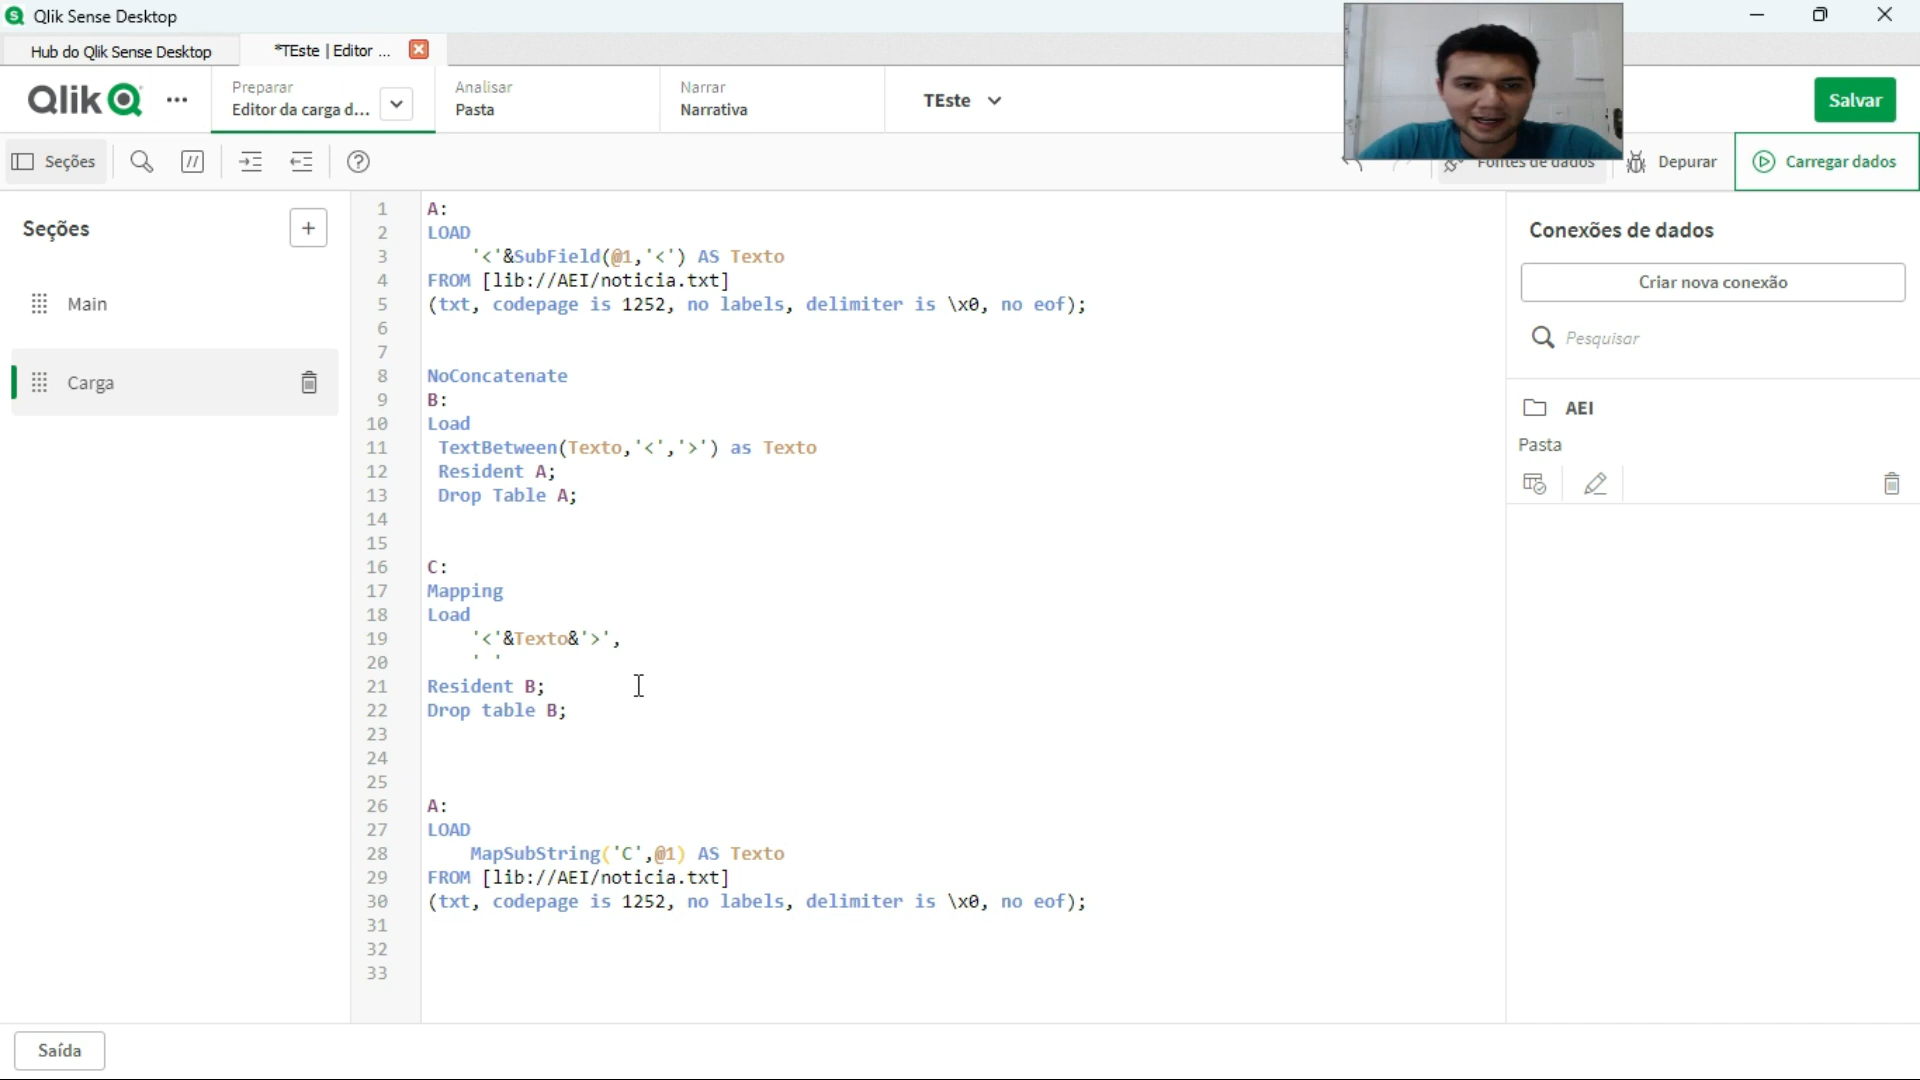 Qlik Sense Desktop
Hub do Qlik Sense Desktop
*TEste | Editor ...
Qlik
Preparar
Editor da carga d...
Analisar
Pasta
Narrar
Narrativa
TEste
Salvar
Seções
//
Fontes de dados
Depurar
Carregar dados
Seções
+
Main
Carga
1 A:
2 LOAD
3 '<'&SubField(@1,'<') AS Texto
4 FROM [lib://AEI/noticia.txt]
5 (txt, codepage is 1252, no labels, delimiter is \x0, no eof);
6
7
8 NoConcatenate
9 B:
10 Load
11 TextBetween(Texto,'<','>') as Texto
12 Resident A;
13 Drop Table A;
14
15
16 C:
17 Mapping
18 Load
19 '<'&Texto&'>',
20 ' '
21 Resident B;
22 Drop table B;
23
24
25
26 A:
27 LOAD
28 MapSubString('C',@1) AS Texto
29 FROM [lib://AEI/noticia.txt]
30 (txt, codepage is 1252, no labels, delimiter is \x0, no eof);
31
32
33
Conexões de dados
Criar nova conexão
Pesquisar
AEI
Pasta
Saída